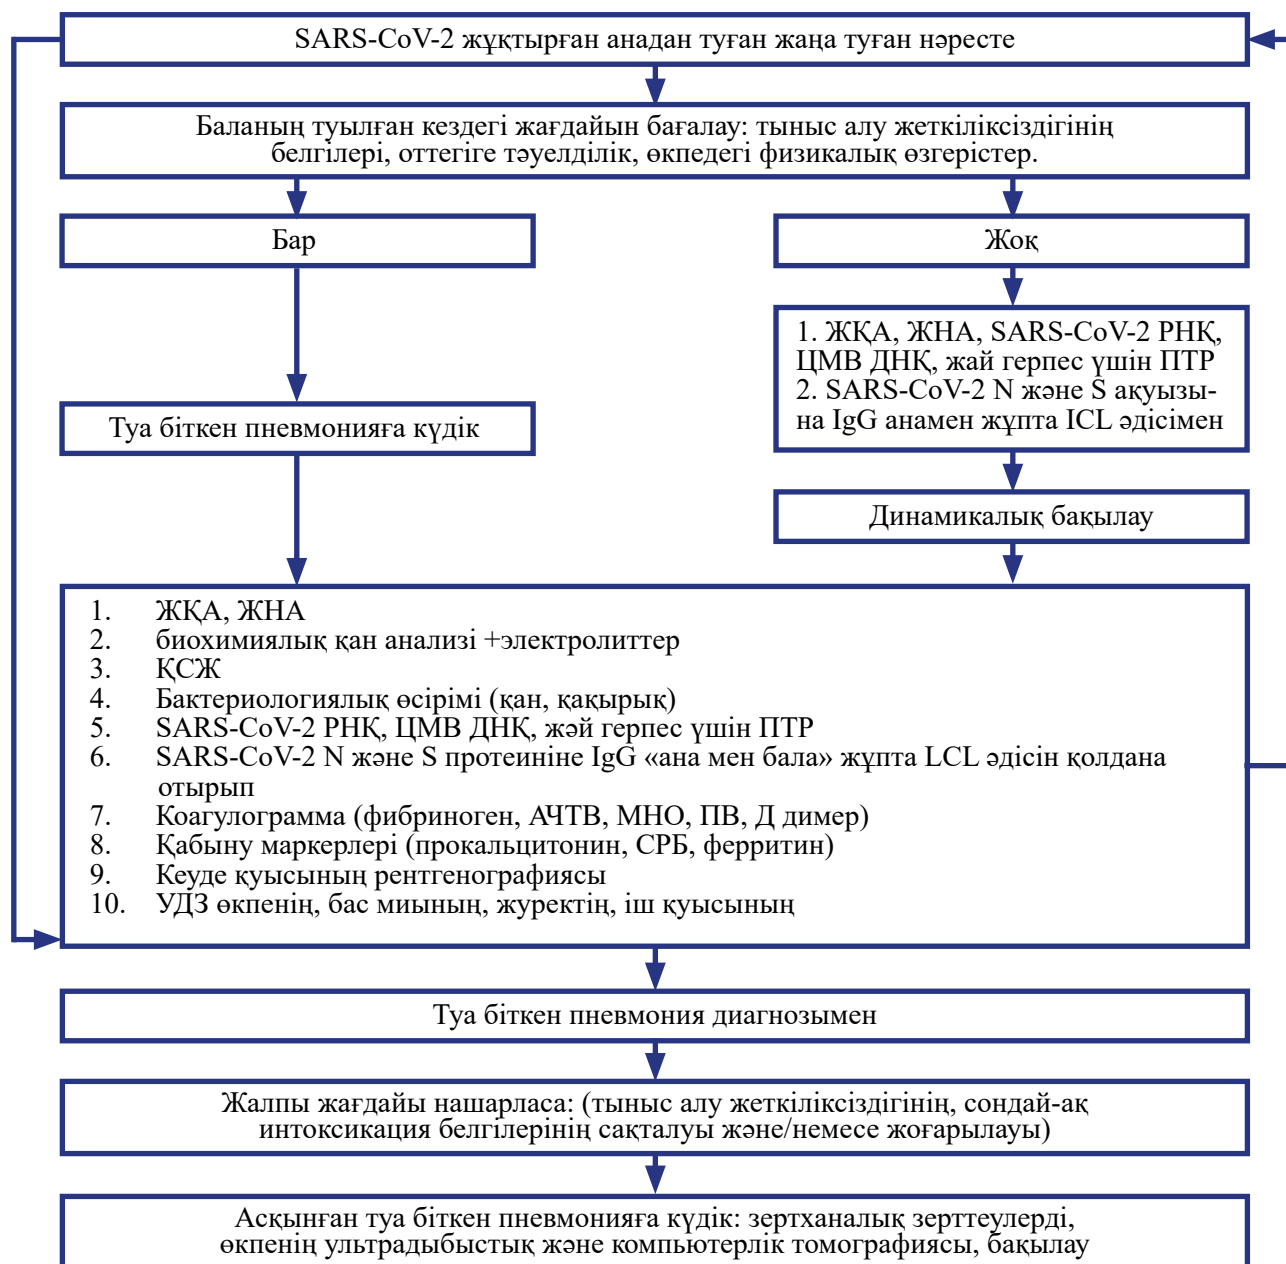 SARS-CoV-2 жұқтырған анадан туған жаңа туған нәресте
Баланың туылған кездегі жағдайын бағалау: тыныс алу жеткіліксіздігінің
белгілері, оттегіге тәуелділік, өкпедегі физикалық өзгерістер.
Бар
Жоқ
1. ЖҚА, ЖНА, SARS-CoV-2 РНҚ,
ЦМВ ДНҚ, жай герпес үшін ПТР
2. SARS-CoV-2 N және S ақуызы-
на IgG анамен жұпта ICL әдісімен
Туа біткен пневмонияға күдік
Динамикалық бақылау
1. ЖҚА, ЖНА
2. биохимиялық қан анализі +электролиттер
3. ҚСЖ
4. Бактериологиялық өсірімі (қан, қақырық)
5. SARS-CoV-2 РНҚ, ЦМВ ДНҚ, жәй герпес үшін ПТР
6. SARS-CoV-2 N және S протеиніне IgG «ана мен бала» жұпта LCL әдісін қолдана
отырып
7. Коагулограмма (фибриноген, АЧТВ, МНО, ПВ, Д димер)
8. Қабыну маркерлері (прокальцитонин, СРБ, ферритин)
9. Кеуде қуысының рентгенографиясы
10. УДЗ өкпенің, бас миының, журектің, іш қуысының
Туа біткен пневмония диагнозымен
Жалпы жағдайы нашарласа: (тыныс алу жеткіліксіздігінің, сондай-ақ
интоксикация белгілерінің сақталуы және/немесе жоғарылауы)
Асқынған туа біткен пневмонияға күдік: зертханалық зерттеулерді,
өкпенің ультрадыбыстық және компьютерлік томографиясы, бақылау